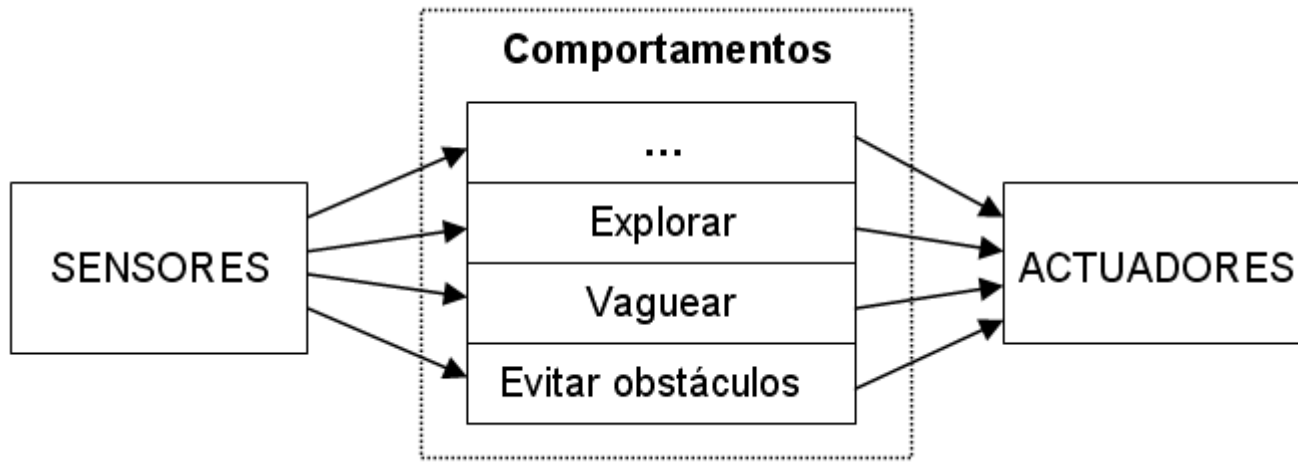 Comportamentos
...
Explorar
SENSORES
ACTUADORES
Vaguear
Evitar obstáculos